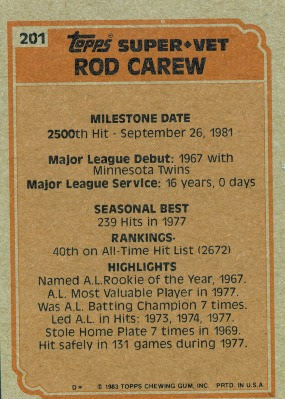 201
Topps SUPER•VET
ROD CAREW
MILESTONE DATE
2500th Hit - September 26, 1981
Major League Debut: 1967 with
Minnesota Twins
Major League Service: 16 years, 0 days
SEASONAL BEST
239 Hits in 1977
RANKINGS-
40th on All-Time Hit List (2672)
HIGHLIGHTS
Named A.L.Rookie of the Year, 1967.
A.L. Most Valuable Player in 1977.
Was A.L. Batting Champion 7 times.
Led A.L. in Hits: 1973, 1974, 1977.
Stole Home Plate 7 times in 1969.
Hit safely in 131 games during 1977.
D* © 1983 TOPPS CHEWING GUM, INC. PRTD. IN U.S.A.